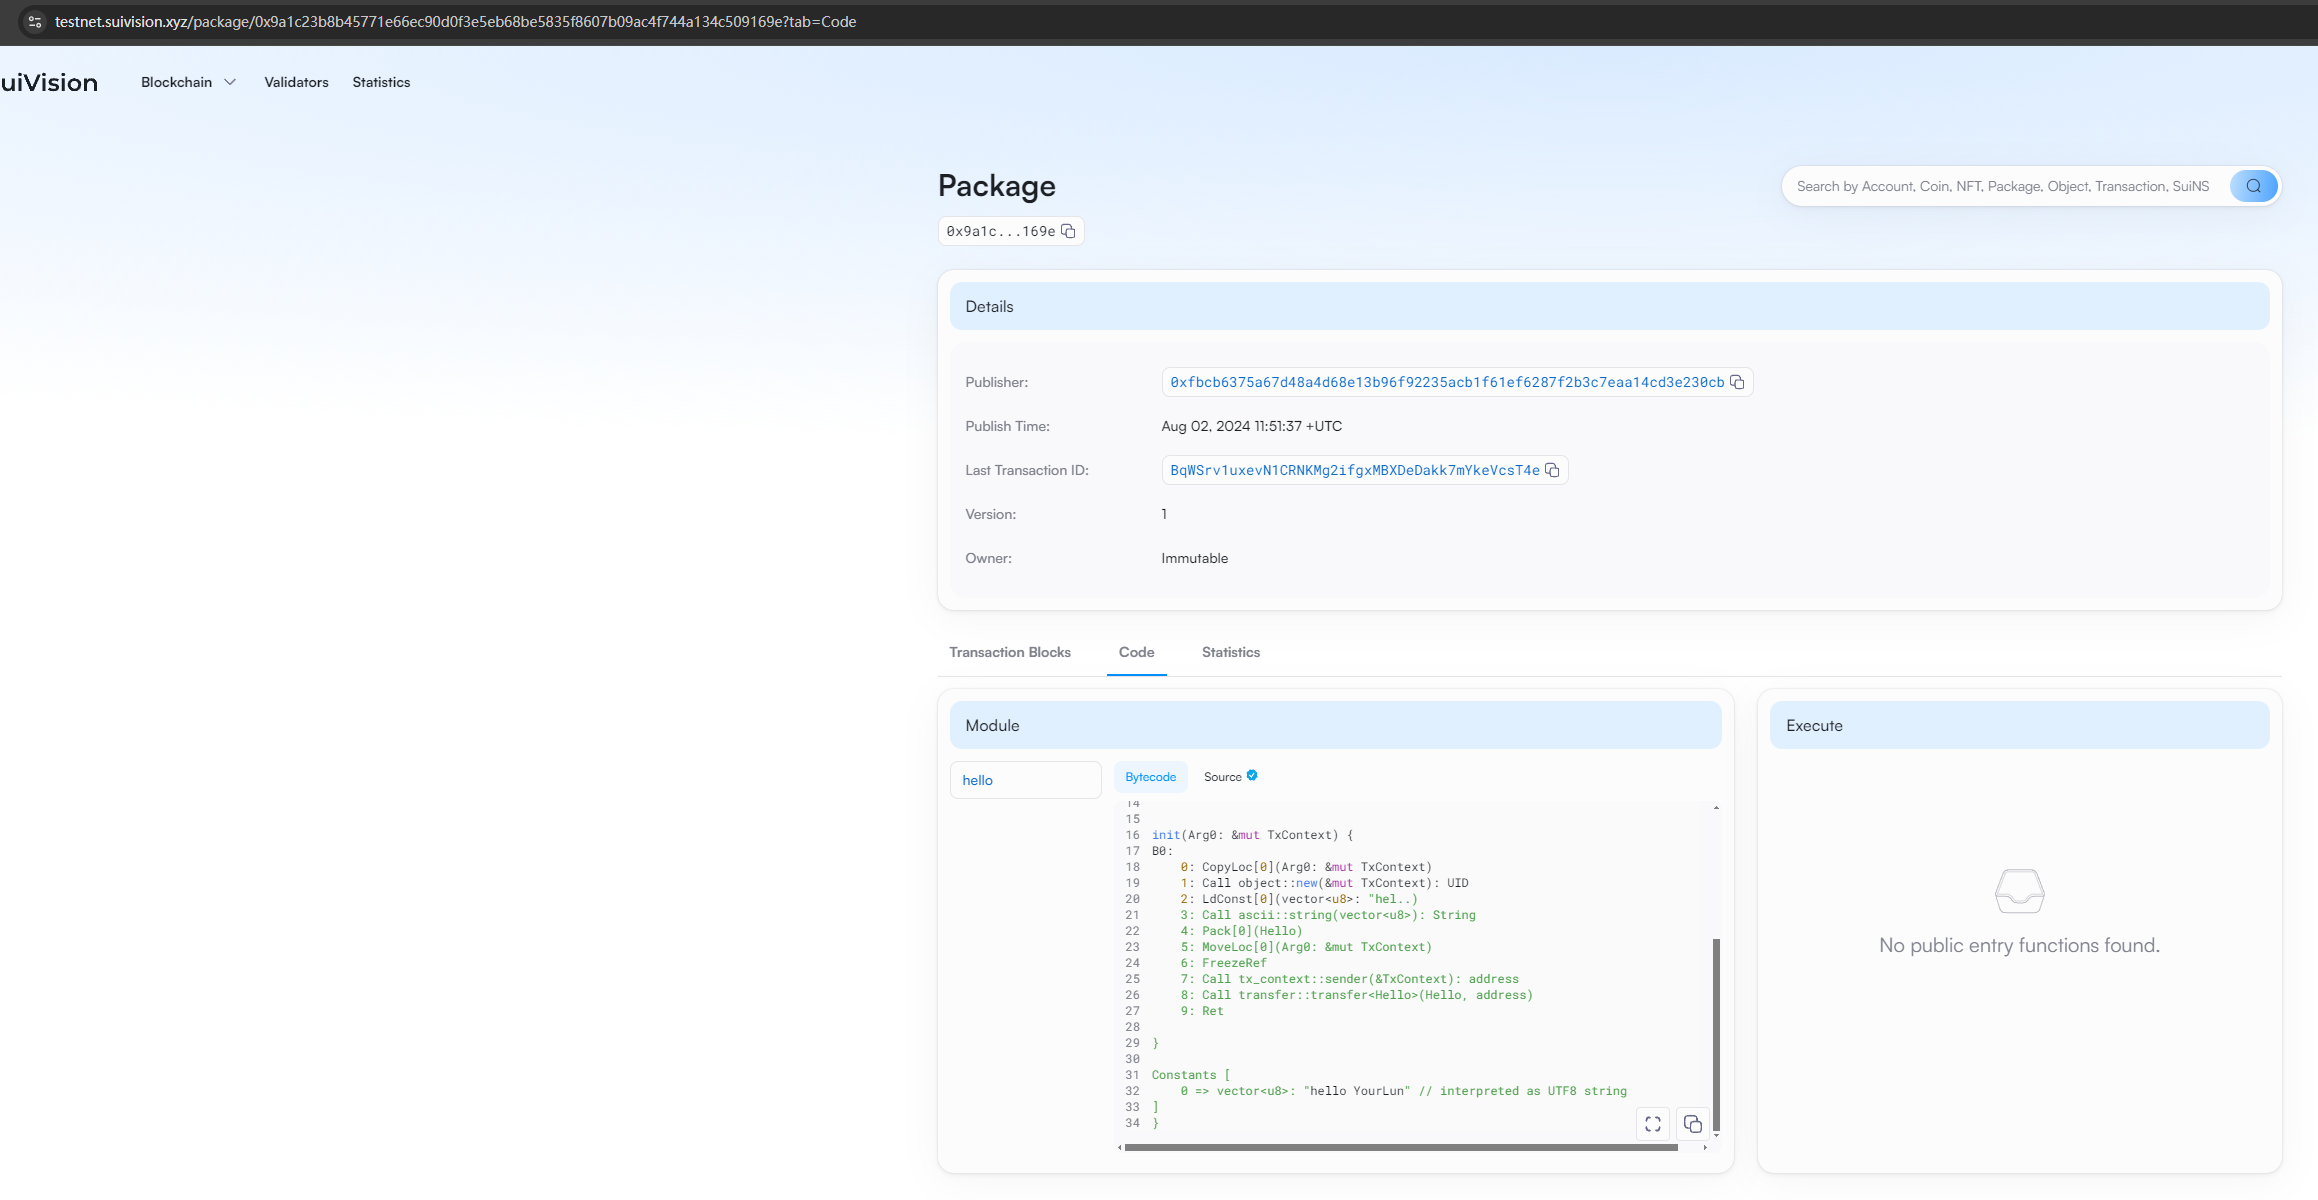 testnet.suivision.xyz/package/0x9a1c23b8b45771e66ec90d0f3e5eb68be5835f8607b09ac4f744a134c509169e?tab=Code
uiVision
Blockchain
Validators
Statistics
Package
Search by Account, Coin, NFT, Package, Object, Transaction, SuiNS
0x9a1c...169e
Details
Publisher:
0xfbcb6375a67d48a4d68e13b96f92235acb1f61ef6287f2b3c7eaa14cd3e230cb
Publish Time:
Aug 02, 2024 11:51:37 +UTC
Last Transaction ID:
BqWSrv1uxevN1CRNKMg2ifgxMBXDeDakk7mYkeVcsT4e
Version:
1
Owner:
Immutable
Transaction Blocks
Code
Statistics
Module
Execute
hello
Bytecode
Source
14
15
16 init(Arg0: &mut TxContext) {
17 B0:
18 0: CopyLoc[0](Arg0: &mut TxContext)
19 1: Call object::new(&mut TxContext): UID
20 2: LdConst[0](vector<u8>: "hel..)
21 3: Call ascii::string(vector<u8>): String
22 4: Pack[0](Hello)
23 5: MoveLoc[0](Arg0: &mut TxContext)
24 6: FreezeRef
25 7: Call tx_context::sender(&TxContext): address
26 8: Call transfer::transfer<Hello>(Hello, address)
27 9: Ret
28
29 }
30
31 Constants [
32 0 => vector<u8>: "hello YourLun" // interpreted as UTF8 string
33 ]
34 }
No public entry functions found.